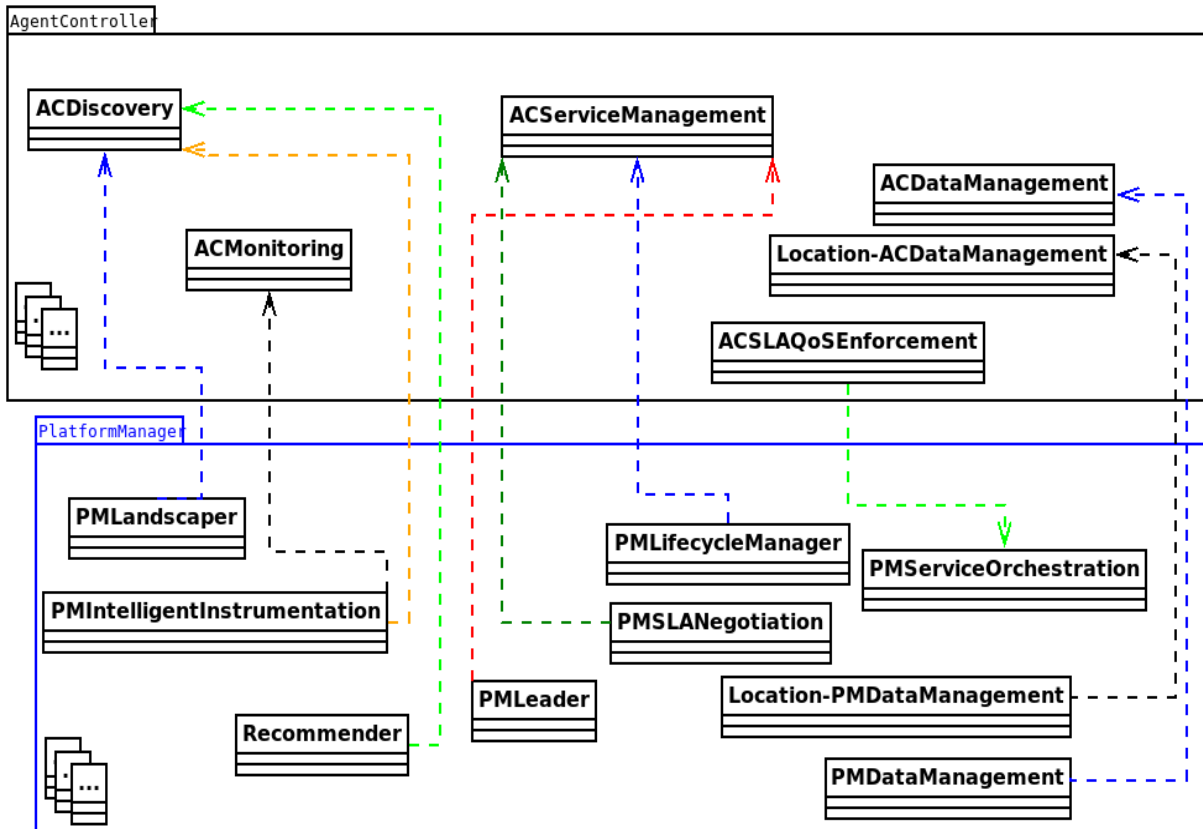 AgentController
ACDiscovery
ACServiceManagement
ACDataManagement
ACMonitoring
Location-ACDataManagement
...
ACSLAQoSEnforcement
PlatformManager
PMLandscaper
PMLifecycleManager
PMServiceOrchestration
PMIntelligentInstrumentation
PMSLANegotiation
PMLeader
Location-PMDataManagement
Recommender
PMDataManagement
...